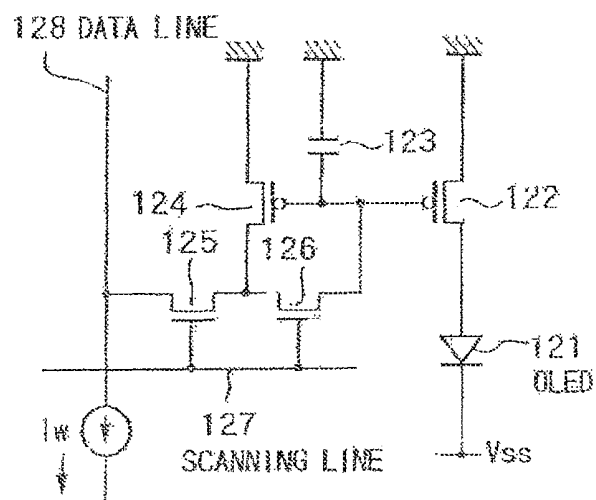 128 DATA LINE
123
124
122
125
126
121
OLED
127
Iw
SCANNING LINE
Vss